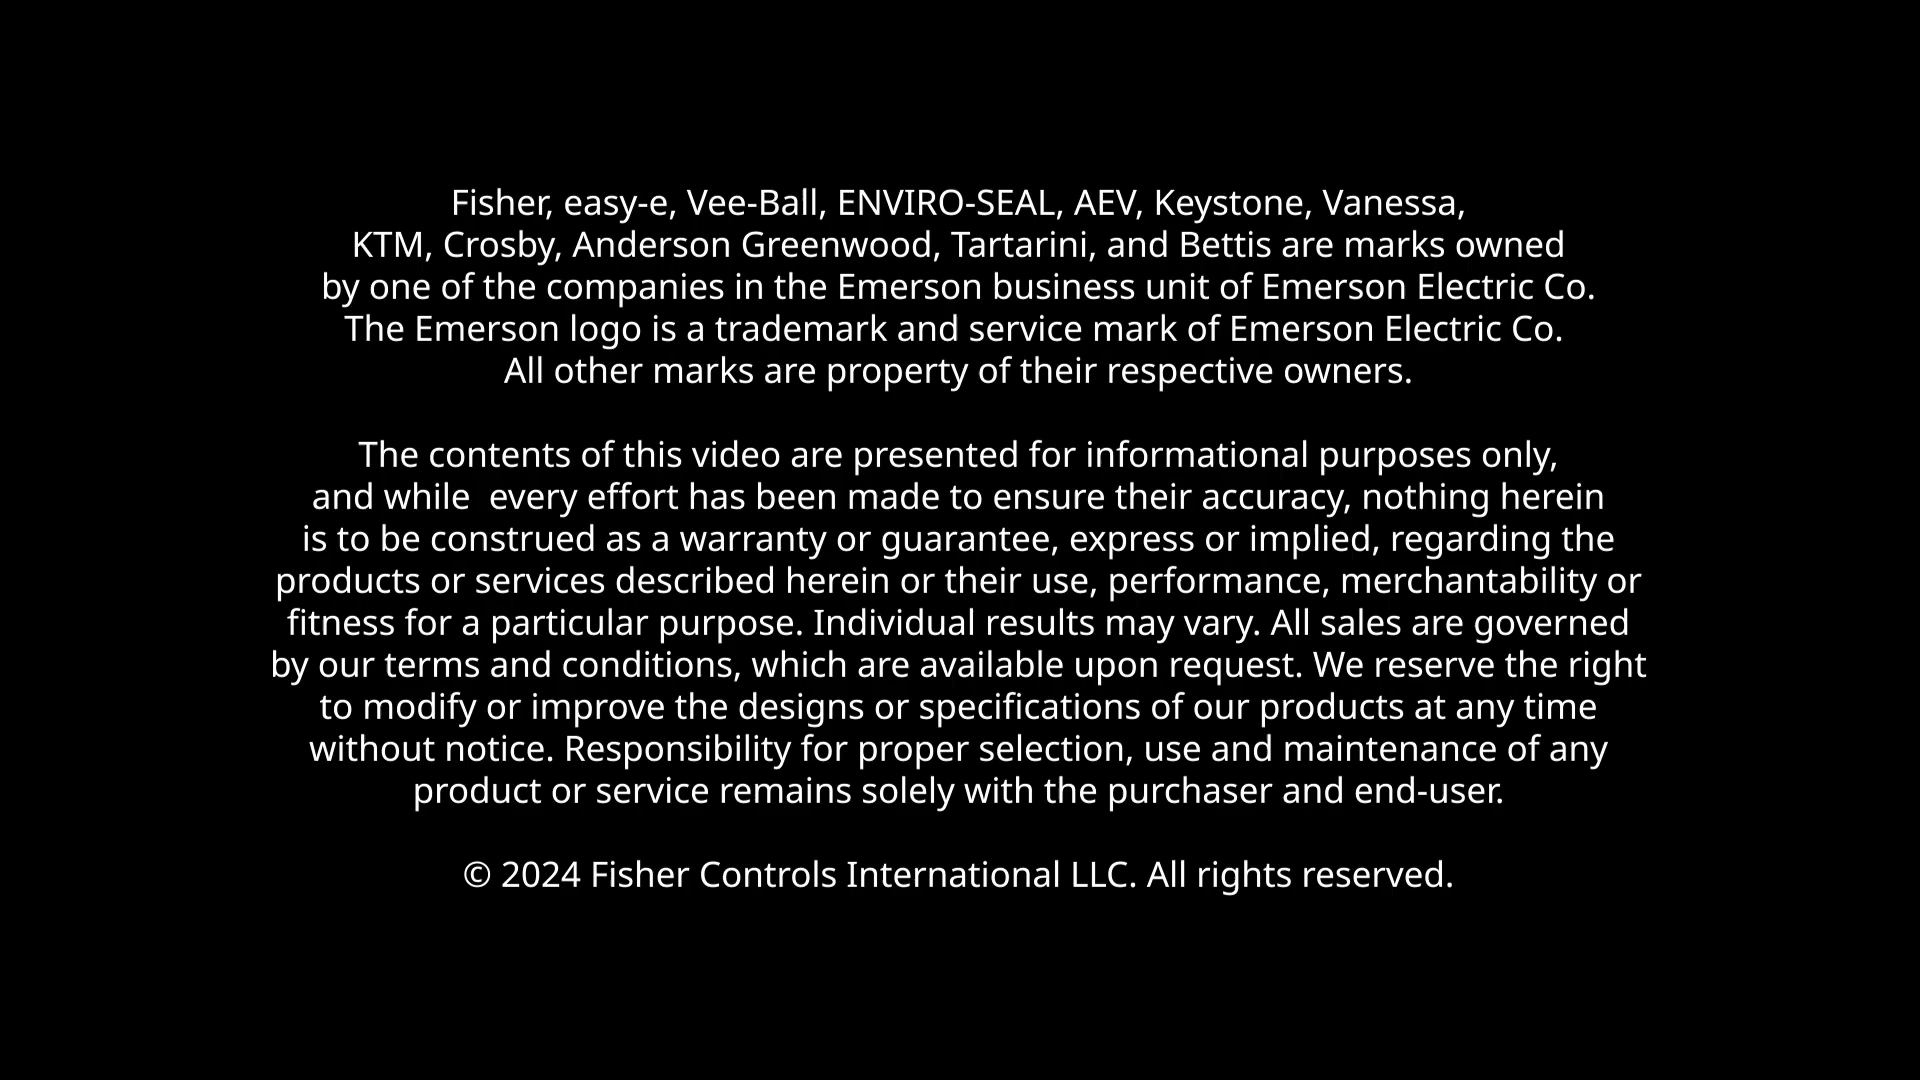 Fisher, easy-e, Vee-Ball, ENVIRO-SEAL, AEV, Keystone, Vanessa,
KTM, Crosby, Anderson Greenwood, Tartarini, and Bettis are marks owned
by one of the companies in the Emerson business unit of Emerson Electric Co.
The Emerson logo is a trademark and service mark of Emerson Electric Co.
All other marks are property of their respective owners.
The contents of this video are presented for informational purposes only,
and while  every effort has been made to ensure their accuracy, nothing herein
is to be construed as a warranty or guarantee, express or implied, regarding the
products or services described herein or their use, performance, merchantability or
fitness for a particular purpose. Individual results may vary. All sales are governed
by our terms and conditions, which are available upon request. We reserve the right
to modify or improve the designs or specifications of our products at any time
without notice. Responsibility for proper selection, use and maintenance of any
product or service remains solely with the purchaser and end-user.
© 2024 Fisher Controls International LLC. All rights reserved.